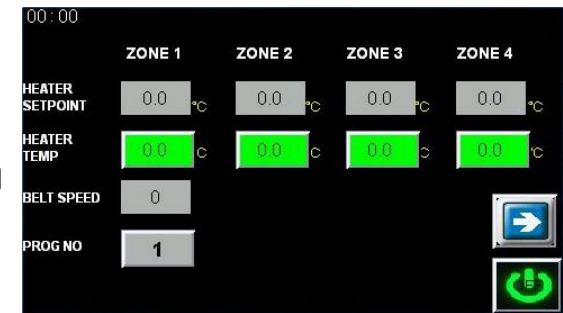 00:00
ZONE 1 ZONE 2 ZONE 3 ZONE 4
HEATER
SETPOINT 0.0 °C 0.0 °C 0.0 °C 0.0 °C
HEATER
TEMP 0.0 C 0.0 C 0.0 C 0.0 °C
BELT SPEED 0
PROG NO 1